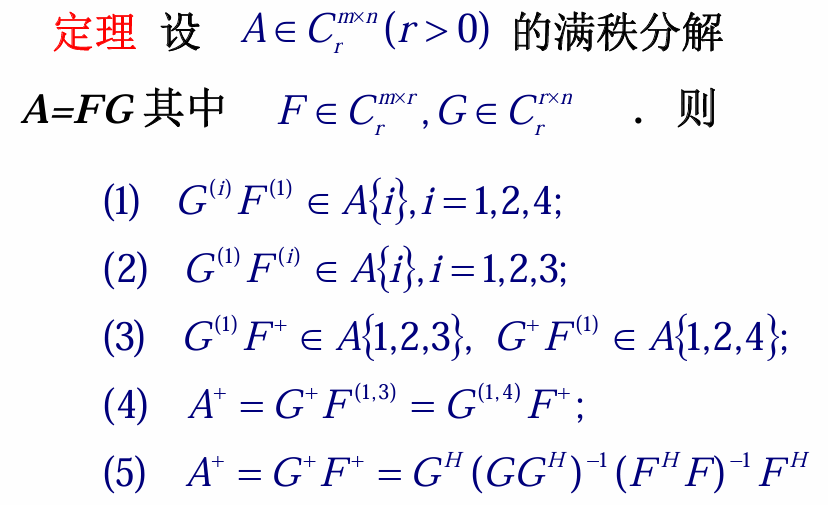 定理 设 $A \in C_r^{m \times n} (r > 0)$ 的满秩分解
A=FG 其中 $F \in C_r^{m \times r}, G \in C_r^{r \times n}$ . 则
(1) $G^{(i)} F^{(1)} \in A\{i\}, i = 1,2,4;$
(2) $G^{(1)} F^{(i)} \in A\{i\}, i = 1,2,3;$
(3) $G^{(1)} F^+ \in A\{1,2,3\}, G^+ F^{(1)} \in A\{1,2,4\};$
(4) $A^+ = G^+ F^{(1,3)} = G^{(1,4)} F^+;$
(5) $A^+ = G^+ F^+ = G^H (GG^H)^{-1} (F^H F)^{-1} F^H$